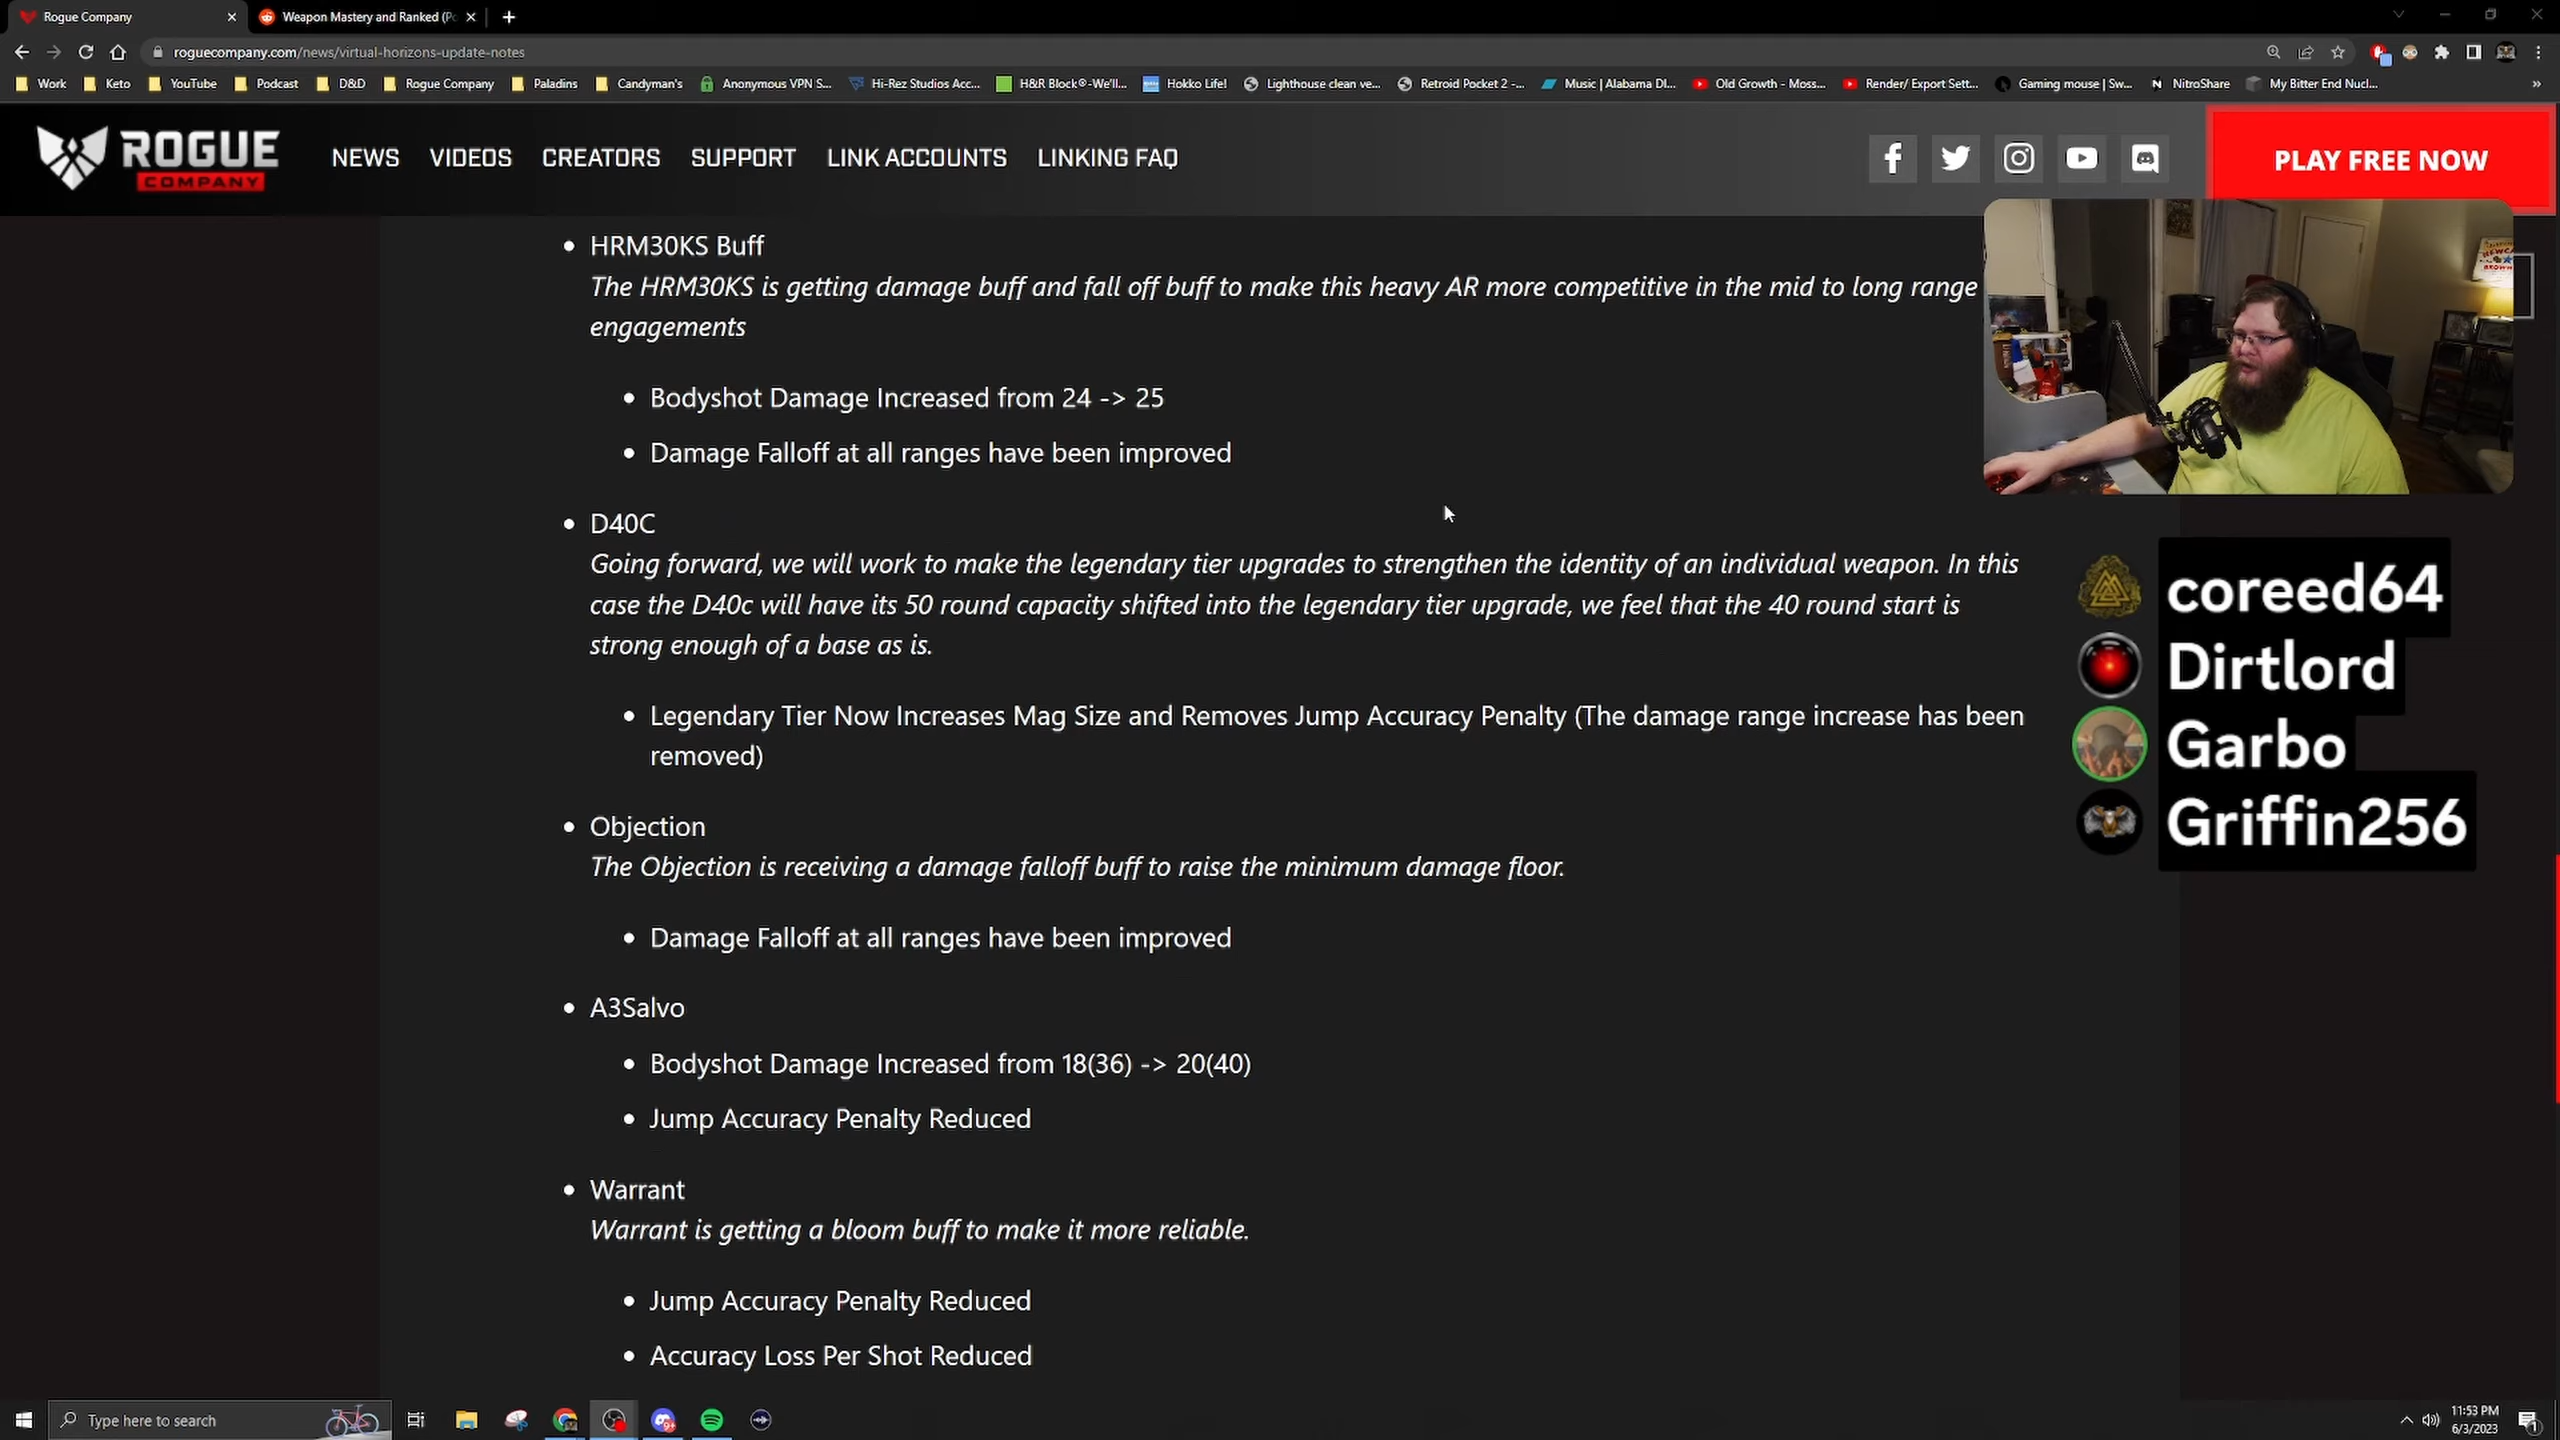 Rogue Company
Weapon Mastery and Ranked (Pc
roguecompany.com/news/virtual-horizons-update-notes
Work
Keto
YouTube
Podcast
D&D
Rogue Company
Paladins
Candyman's
Anonymous VPN S...
Hi-Rez Studios Acc...
H&R Block®-We'll...
Hokko Life!
Lighthouse clean ve...
Retroid Pocket 2 -...
Music | Alabama DI...
Old Growth - Moss...
Render/ Export Sett...
Gaming mouse | Sw...
NitroShare
My Bitter End Nucl...
»
ROGUE
COMPANY
NEWS
VIDEOS
CREATORS
SUPPORT
LINK ACCOUNTS
LINKING FAQ
PLAY FREE NOW
HRM30KS Buff
The HRM30KS is getting damage buff and fall off buff to make this heavy AR more competitive in the mid to long range
engagements
Bodyshot Damage Increased from 24 -> 25
Damage Falloff at all ranges have been improved
D40C
Going forward, we will work to make the legendary tier upgrades to strengthen the identity of an individual weapon. In this
case the D40c will have its 50 round capacity shifted into the legendary tier upgrade, we feel that the 40 round start is
strong enough of a base as is.
Legendary Tier Now Increases Mag Size and Removes Jump Accuracy Penalty (The damage range increase has been
removed)
Objection
The Objection is receiving a damage falloff buff to raise the minimum damage floor.
Damage Falloff at all ranges have been improved
A3Salvo
Bodyshot Damage Increased from 18(36) -> 20(40)
Jump Accuracy Penalty Reduced
Warrant
Warrant is getting a bloom buff to make it more reliable.
Jump Accuracy Penalty Reduced
Accuracy Loss Per Shot Reduced
coreed64
Dirtlord
Garbo
Griffin256
Type here to search
9+
11:53 PM
6/3/2023
1